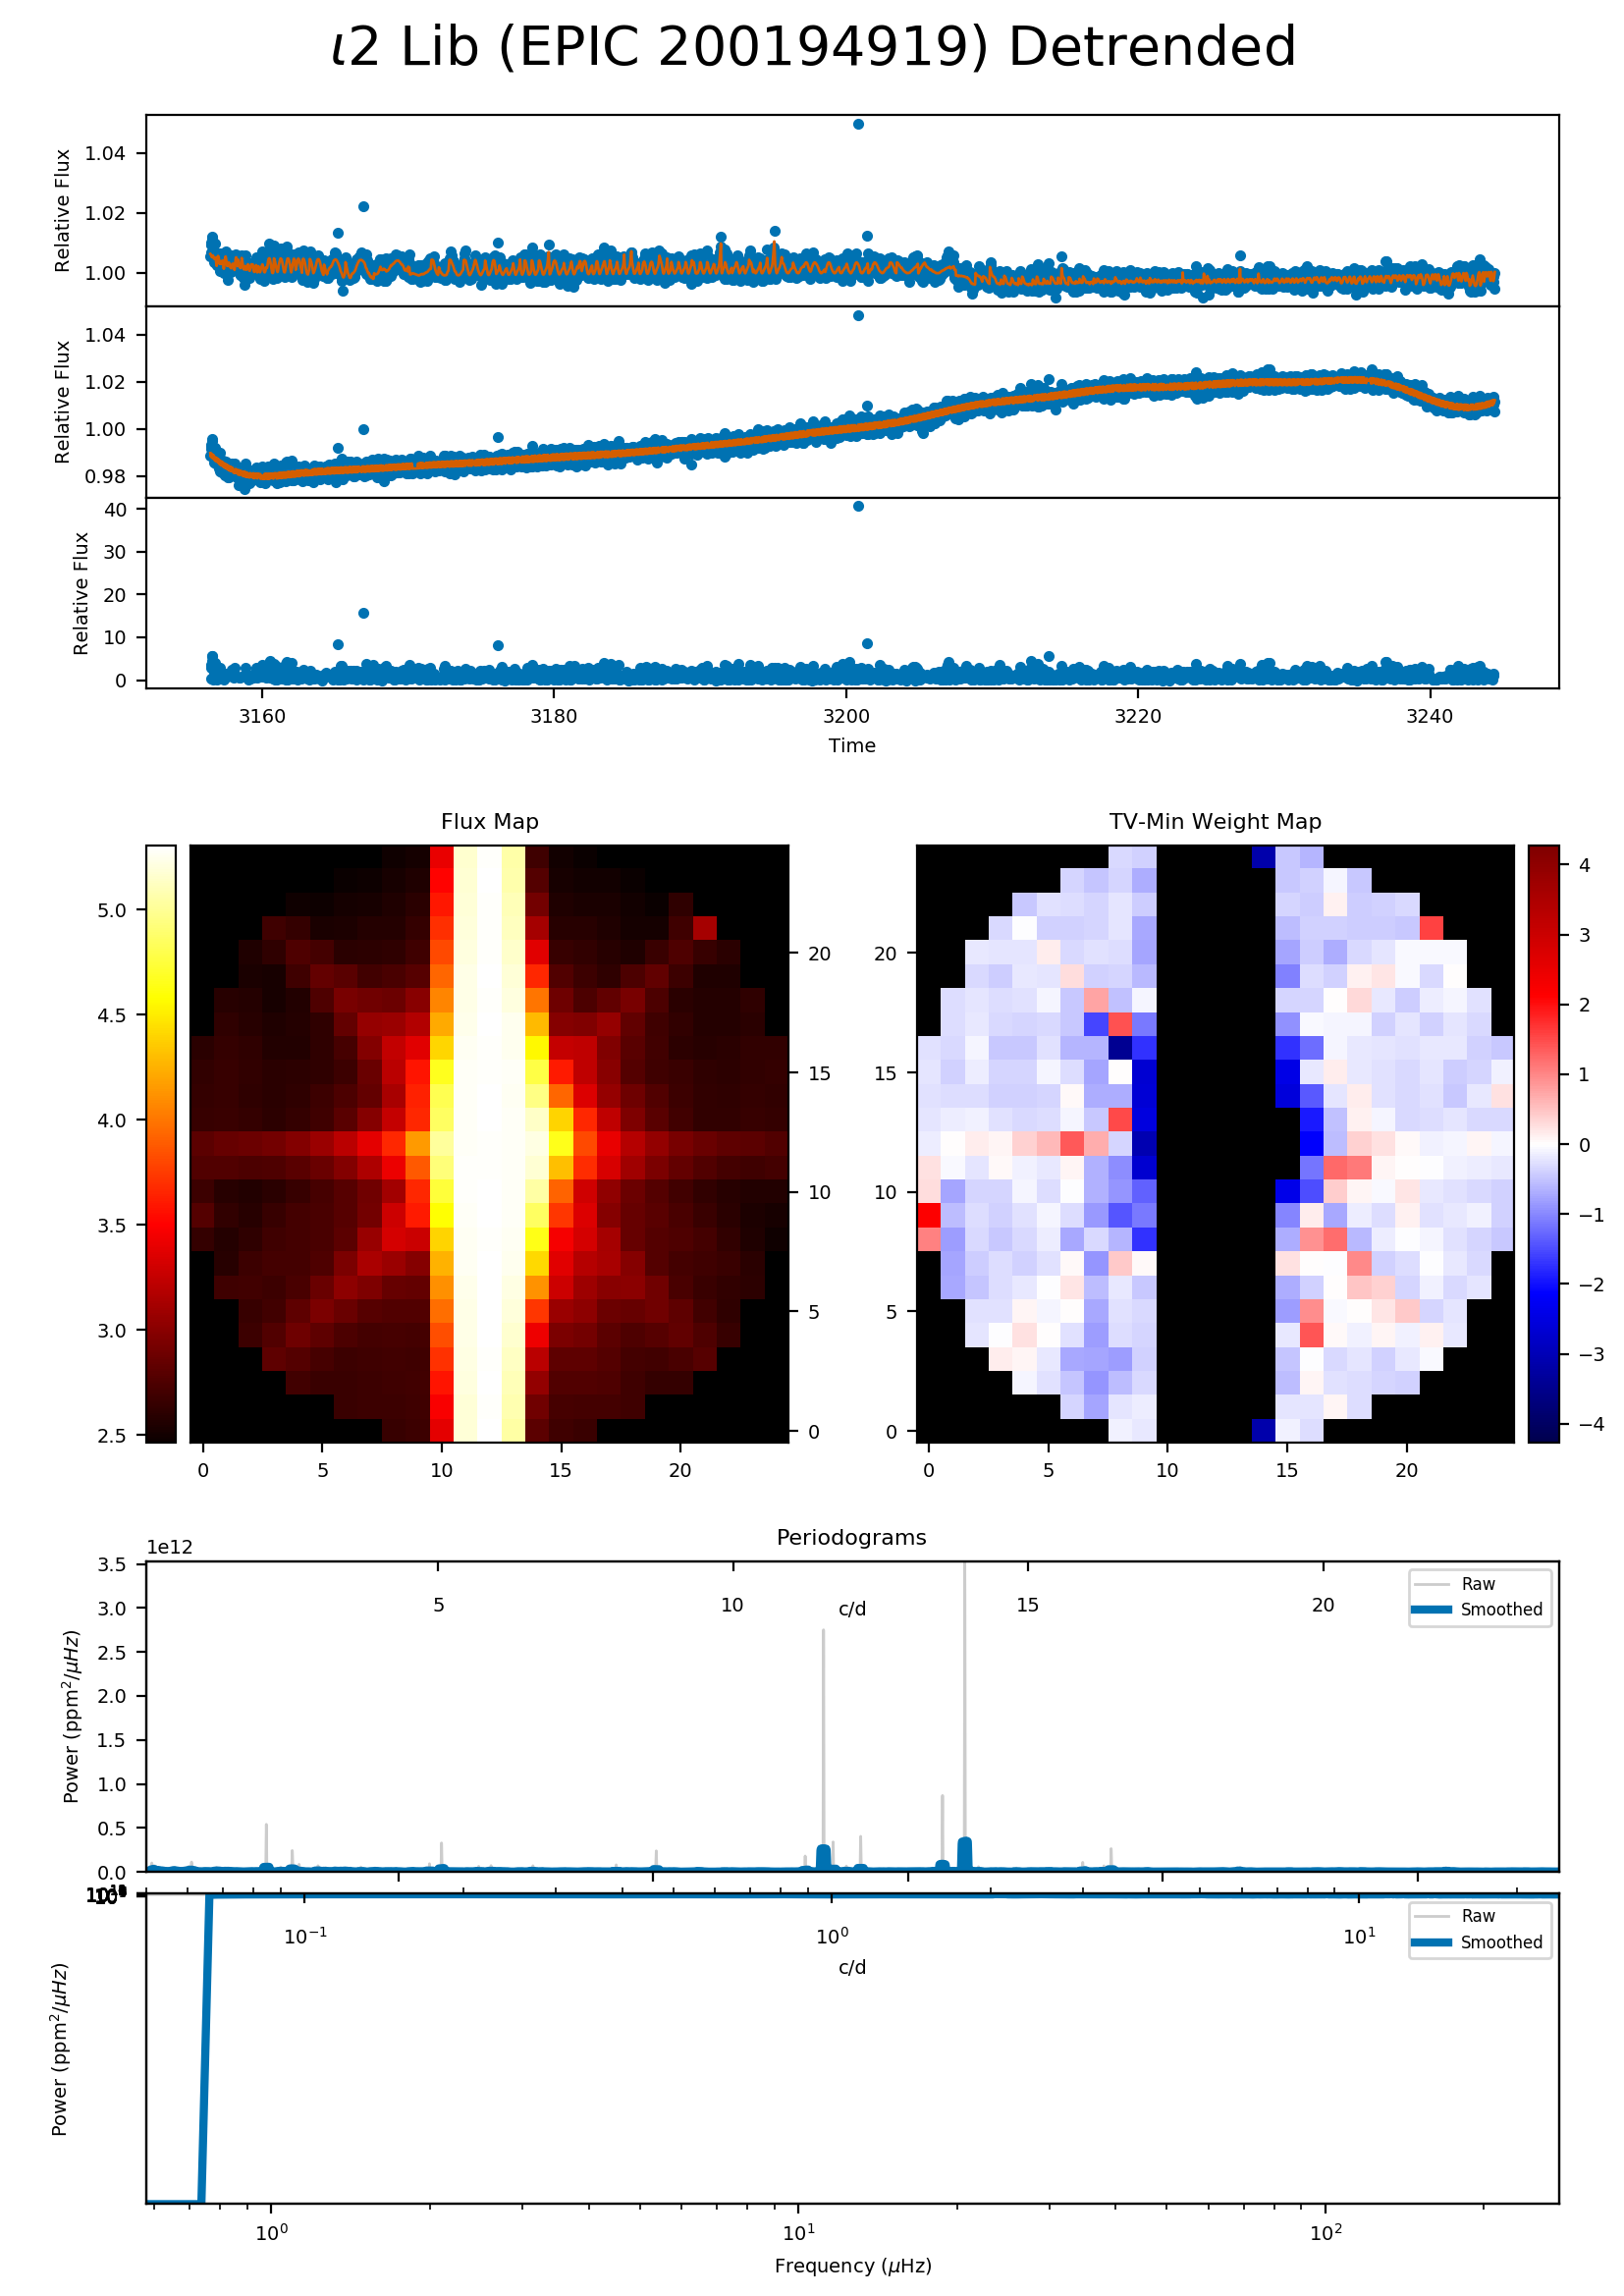 ι2 Lib (EPIC 200194919) Detrended
Relative Flux
1.04
1.02
1.00
Relative Flux
1.04
1.02
1.00
0.98
Relative Flux
40
30
20
10
0
3160 3180 3200 3220 3240
Time
Flux Map
5.0
4.5
4.0
3.5
3.0
2.5
20
15
10
5
0
0 5 10 15 20
TV-Min Weight Map
20
15
10
5
0
0 5 10 15 20
4
3
2
1
0
−1
−2
−3
−4
Periodograms
1e12
Power (ppm²/μHz)
3.5
3.0
2.5
2.0
1.5
1.0
0.5
0.0
5 10 15 20
c/d
Raw
Smoothed
Power (ppm²/μHz)
10⁻¹ 10⁰ 10¹
c/d
Raw
Smoothed
10⁰ 10¹ 10²
Frequency (μHz)